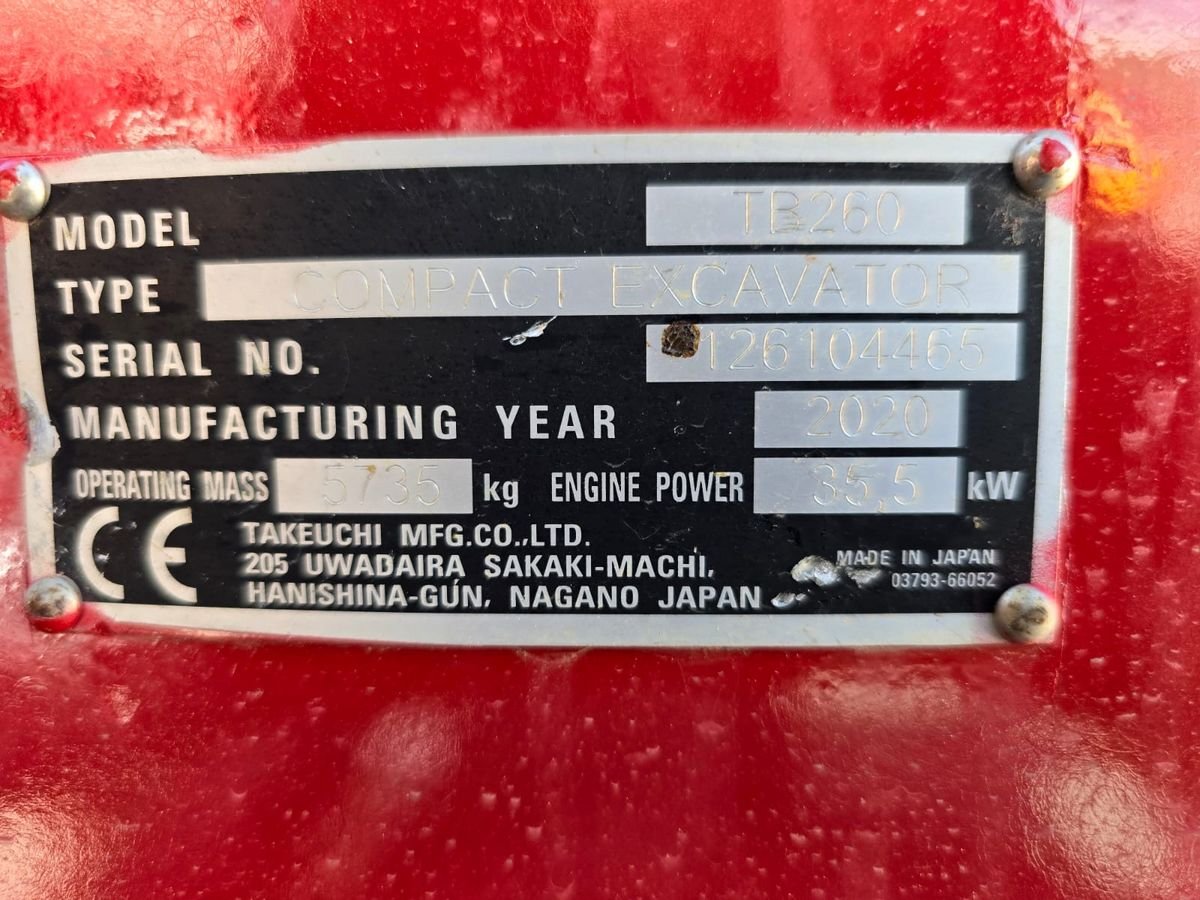 MODEL TB260
TYPE COMPACT EXCAVATOR
SERIAL NO. 126104465
MANUFACTURING YEAR 2020
OPERATING MASS 5735 kg ENGINE POWER 35.5 kW
CE
TAKEUCHI MFG.CO.,LTD.
205 UWADAIRA SAKAKI-MACHI,
HANISHINA-GUN, NAGANO JAPAN
MADE IN JAPAN
03793-66052